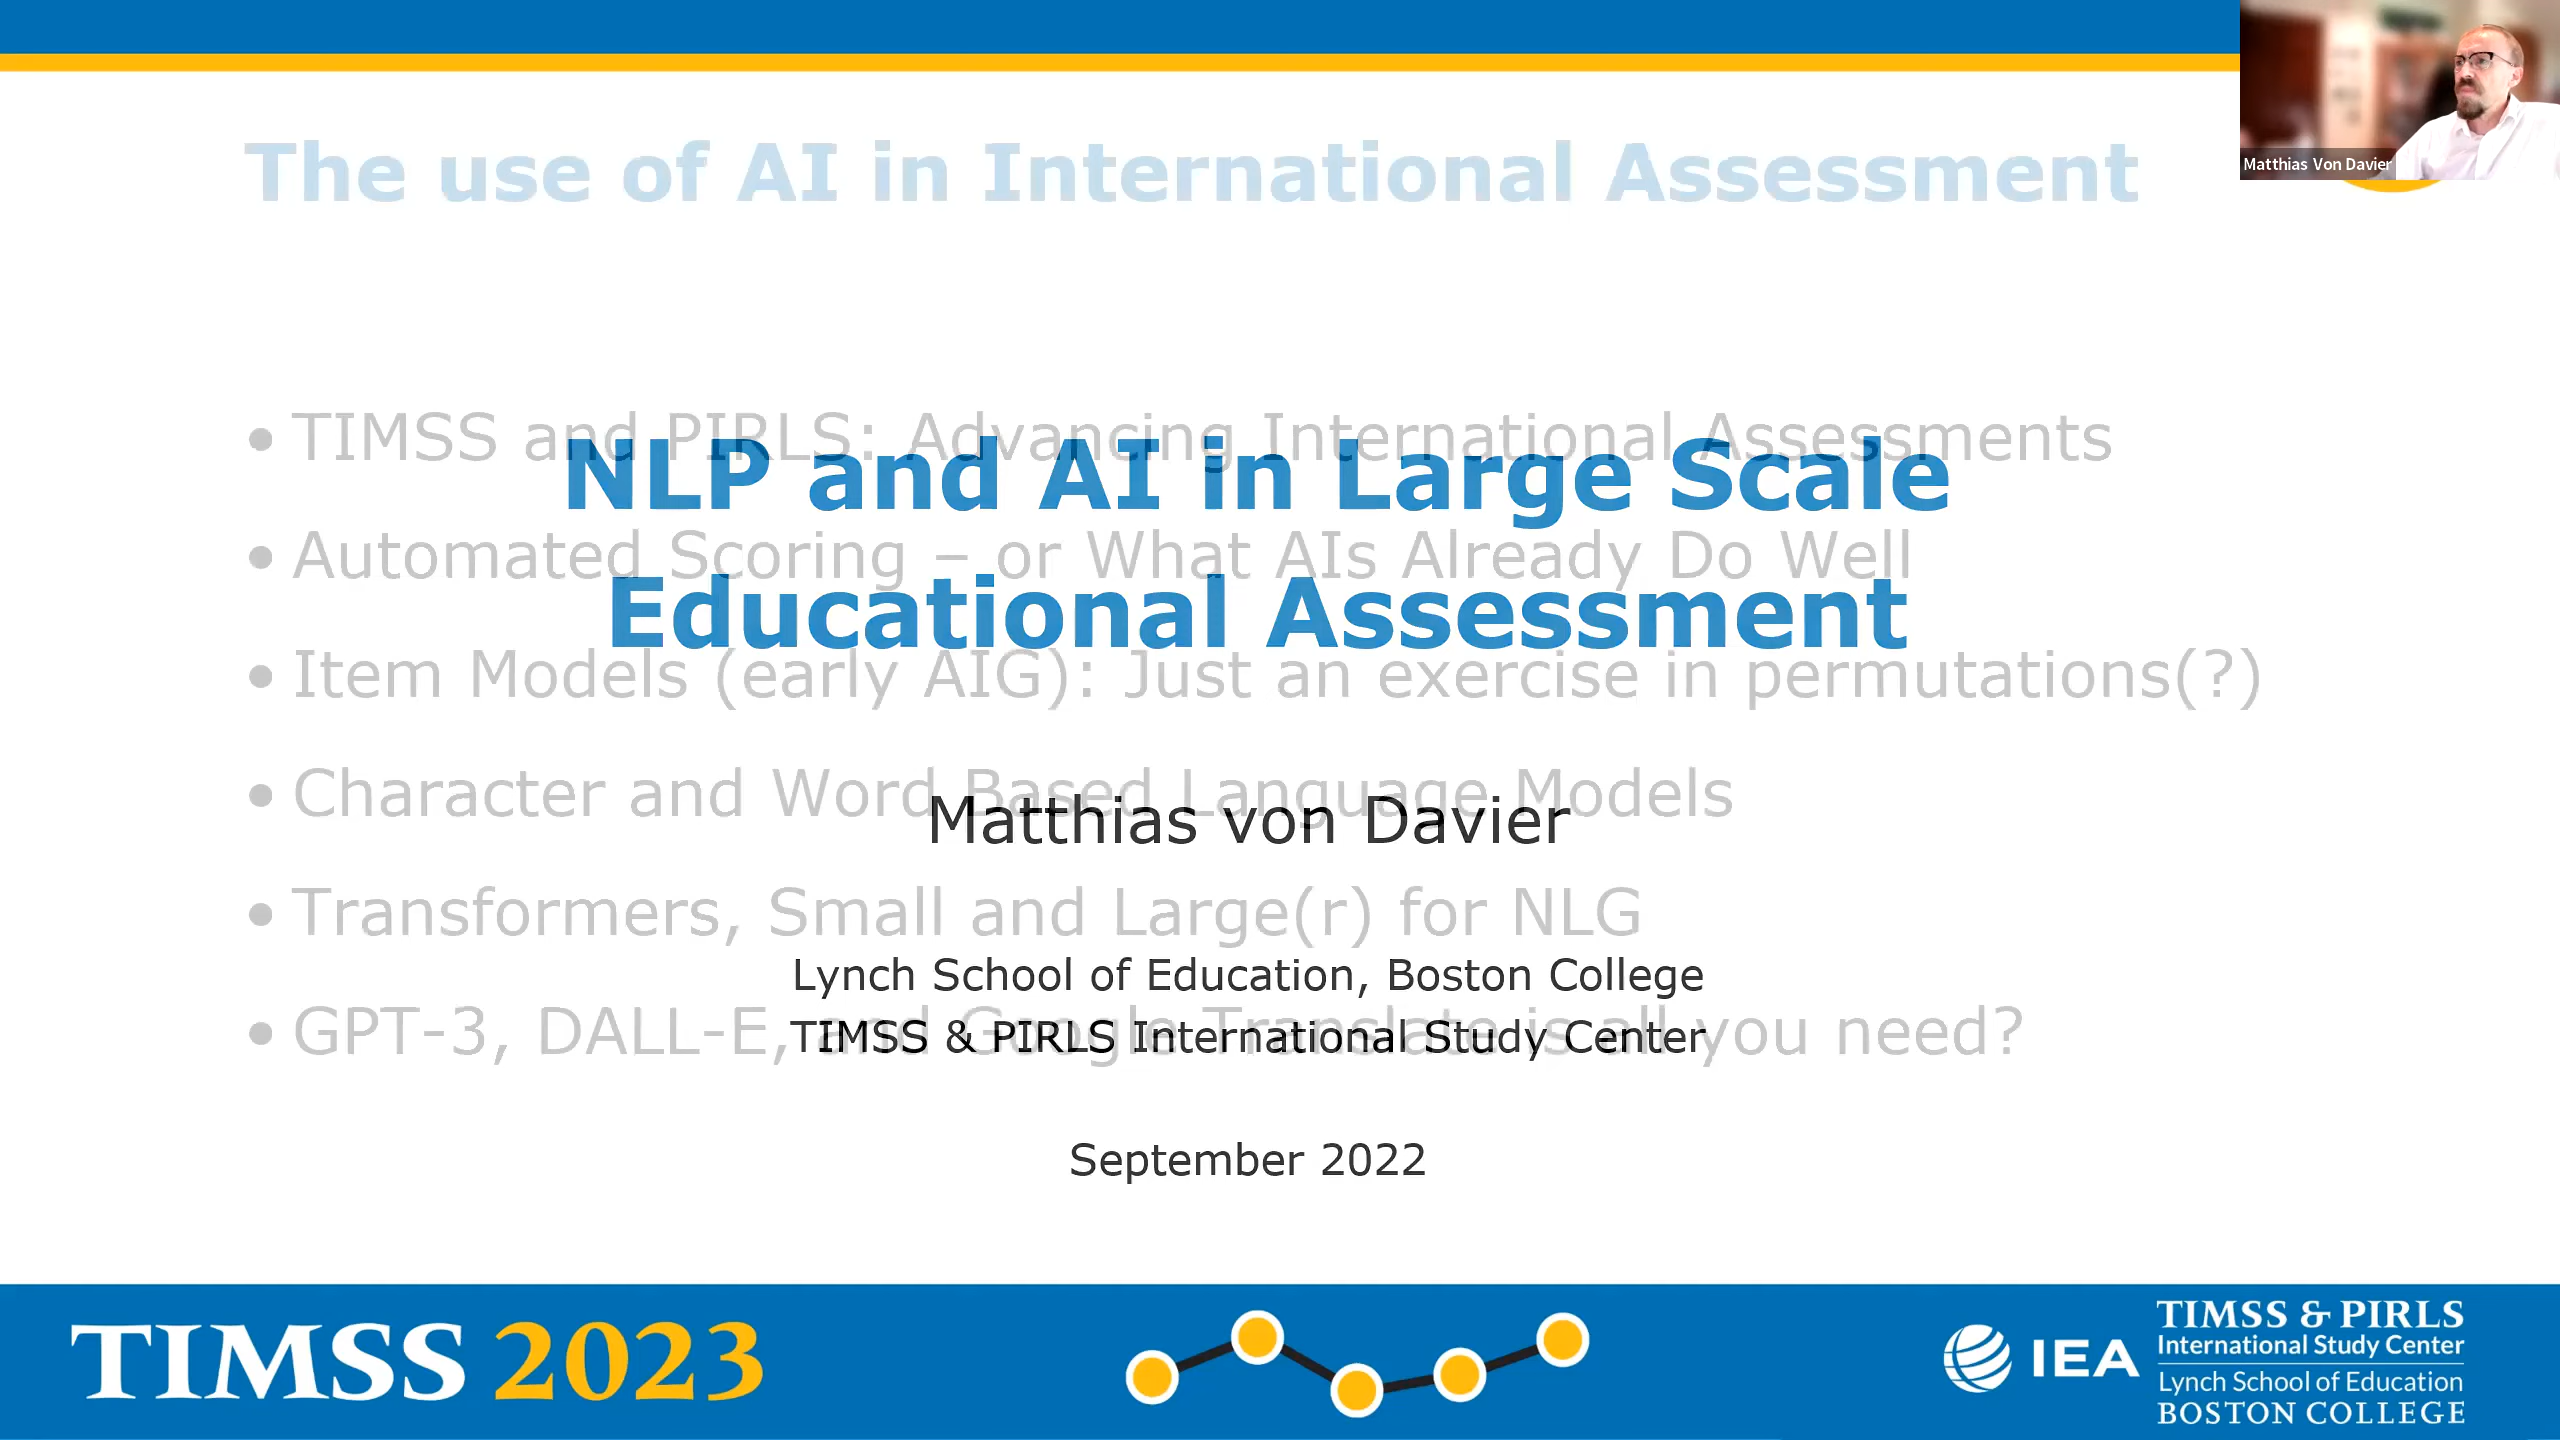 Matthias Von Davier
The use of AI in International Assessment
• TIMSS and PIRLS: Advancing International Assessments
NLP and AI in Large Scale
• Automated Scoring – or What AIs Already Do Well
Educational Assessment
• Item Models (early AIG): Just an exercise in permutations(?)
• Character and Word Based Language Models
Matthias von Davier
• Transformers, Small and Large(r) for NLG
Lynch School of Education, Boston College
• GPT-3, DALL-E, and Google Translate is all you need?
TIMSS & PIRLS International Study Center
September 2022
TIMSS 2023
IEA
TIMSS & PIRLS
International Study Center
Lynch School of Education
BOSTON COLLEGE